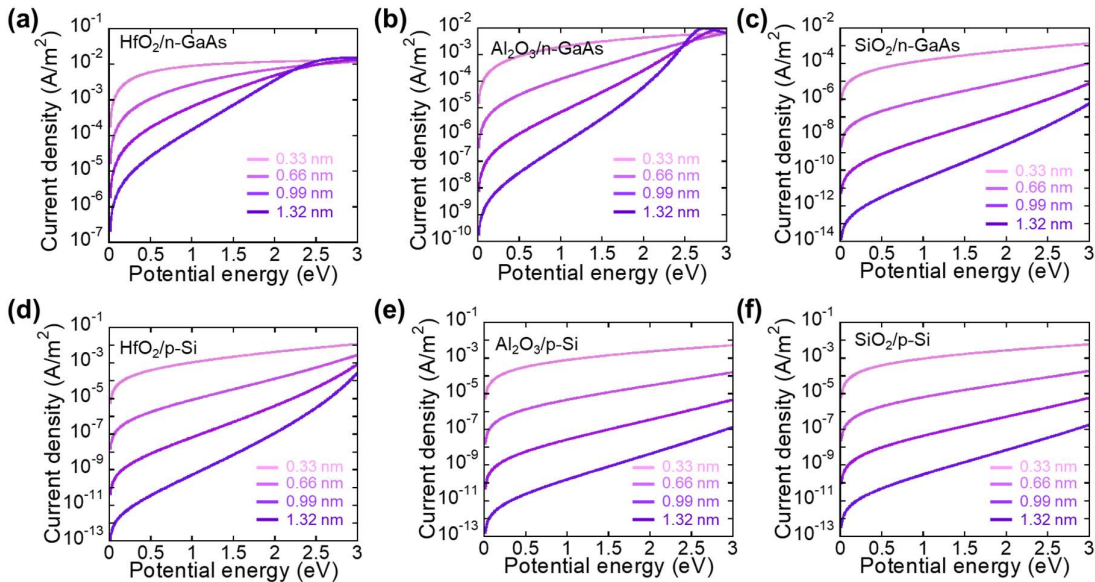 (a)
Current density (A/m²)
10⁻¹
10⁻²
10⁻³
10⁻⁴
10⁻⁵
10⁻⁶
10⁻⁷
HfO₂/n-GaAs
0.33 nm
0.66 nm
0.99 nm
1.32 nm
0 0.5 1 1.5 2 2.5 3
Potential energy (eV)
(b)
Current density (A/m²)
10⁻²
10⁻³
10⁻⁴
10⁻⁵
10⁻⁶
10⁻⁷
10⁻⁸
10⁻⁹
10⁻¹⁰
Al₂O₃/n-GaAs
0.33 nm
0.66 nm
0.99 nm
1.32 nm
0 0.5 1 1.5 2 2.5 3
Potential energy (eV)
(c)
Current density (A/m²)
10⁻²
10⁻⁴
10⁻⁶
10⁻⁸
10⁻¹⁰
10⁻¹²
10⁻¹⁴
SiO₂/n-GaAs
0.33 nm
0.66 nm
0.99 nm
1.32 nm
0 0.5 1 1.5 2 2.5 3
Potential energy (eV)
(d)
Current density (A/m²)
10⁻¹
10⁻³
10⁻⁵
10⁻⁷
10⁻⁹
10⁻¹¹
10⁻¹³
HfO₂/p-Si
0.33 nm
0.66 nm
0.99 nm
1.32 nm
0 0.5 1 1.5 2 2.5 3
Potential energy (eV)
(e)
Current density (A/m²)
10⁻¹
10⁻³
10⁻⁵
10⁻⁷
10⁻⁹
10⁻¹¹
10⁻¹³
Al₂O₃/p-Si
0.33 nm
0.66 nm
0.99 nm
1.32 nm
0 0.5 1 1.5 2 2.5 3
Potential energy (eV)
(f)
Current density (A/m²)
10⁻¹
10⁻³
10⁻⁵
10⁻⁷
10⁻⁹
10⁻¹¹
10⁻¹³
SiO₂/p-Si
0.33 nm
0.66 nm
0.99 nm
1.32 nm
0 0.5 1 1.5 2 2.5 3
Potential energy (eV)